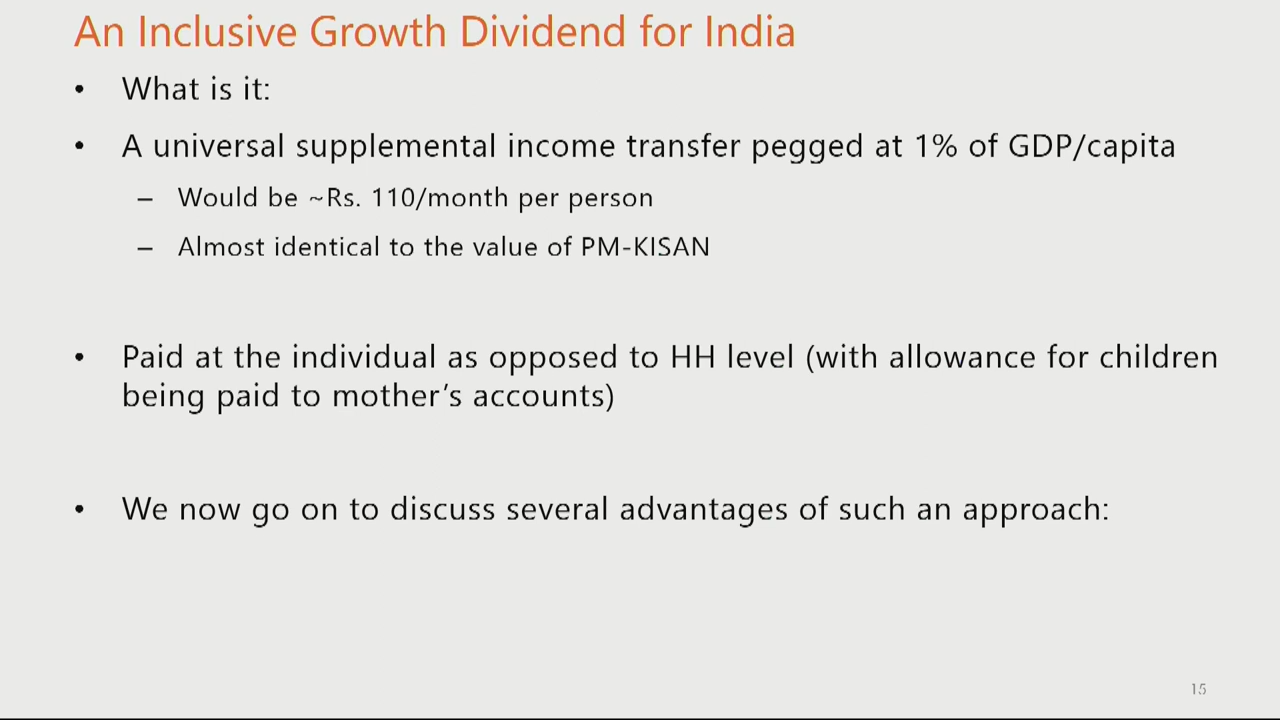 An Inclusive Growth Dividend for India
• What is it:
• A universal supplemental income transfer pegged at 1% of GDP/capita
– Would be ~Rs. 110/month per person
– Almost identical to the value of PM-KISAN
• Paid at the individual as opposed to HH level (with allowance for children
being paid to mother’s accounts)
• We now go on to discuss several advantages of such an approach:
15